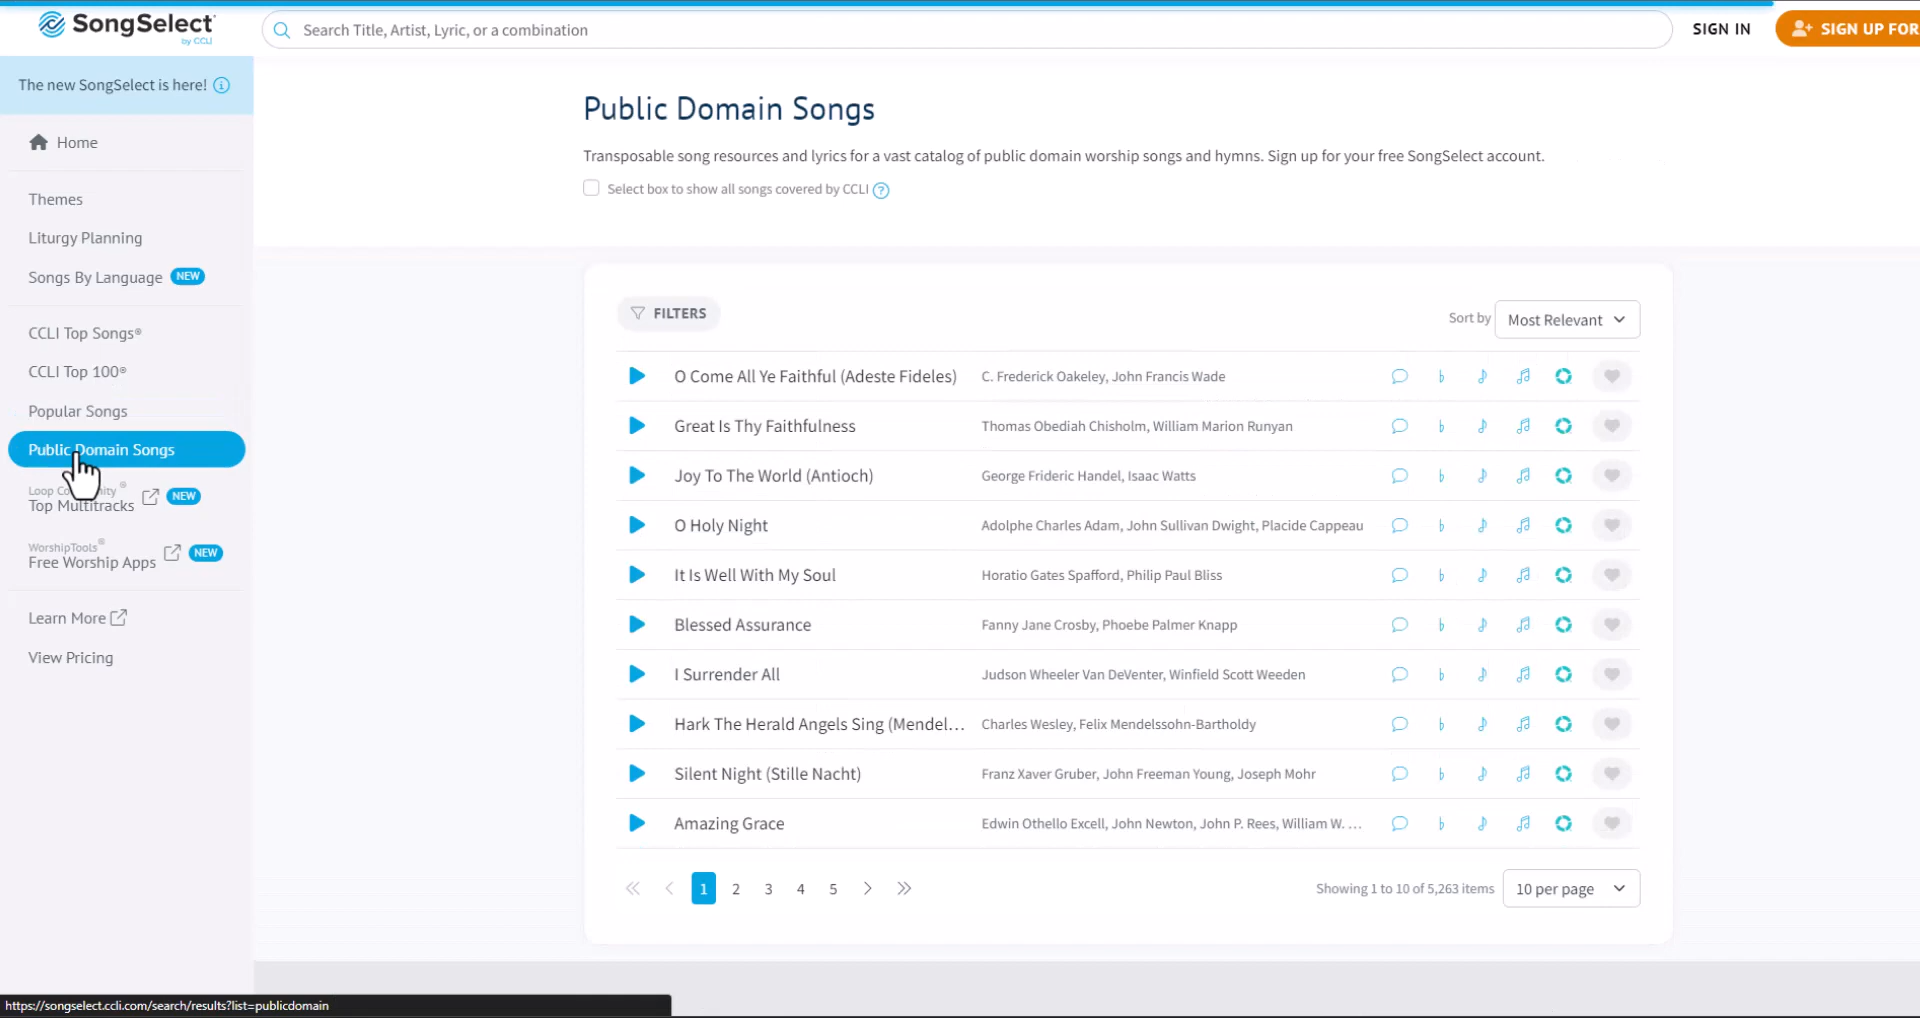 SongSelect
by CCLI
Search Title, Artist, Lyric, or a combination
SIGN IN
SIGN UP FOR
The new SongSelect is here!
Home
Themes
Liturgy Planning
Songs By Language NEW
CCLI Top Songs®
CCLI Top 100®
Popular Songs
Public Domain Songs
Top Multitracks NEW
WorshipTools®
Free Worship Apps NEW
Learn More
View Pricing
Public Domain Songs
Transposable song resources and lyrics for a vast catalog of public domain worship songs and hymns. Sign up for your free SongSelect account.
Select box to show all songs covered by CCLI ?
FILTERS
Sort by Most Relevant
O Come All Ye Faithful (Adeste Fideles) C. Frederick Oakeley, John Francis Wade
Great Is Thy Faithfulness Thomas Obediah Chisholm, William Marion Runyan
Joy To The World (Antioch) George Frideric Handel, Isaac Watts
O Holy Night Adolphe Charles Adam, John Sullivan Dwight, Placide Cappeau
It Is Well With My Soul Horatio Gates Spafford, Philip Paul Bliss
Blessed Assurance Fanny Jane Crosby, Phoebe Palmer Knapp
I Surrender All Judson Wheeler Van DeVenter, Winfield Scott Weeden
Hark The Herald Angels Sing (Mendel... Charles Wesley, Felix Mendelssohn-Bartholdy
Silent Night (Stille Nacht) Franz Xaver Gruber, John Freeman Young, Joseph Mohr
Amazing Grace Edwin Othello Excell, John Newton, John P. Rees, William W. ...
1 2 3 4 5
Showing 1 to 10 of 5,263 items 10 per page
https://songselect.ccli.com/search/results?list=publicdomain